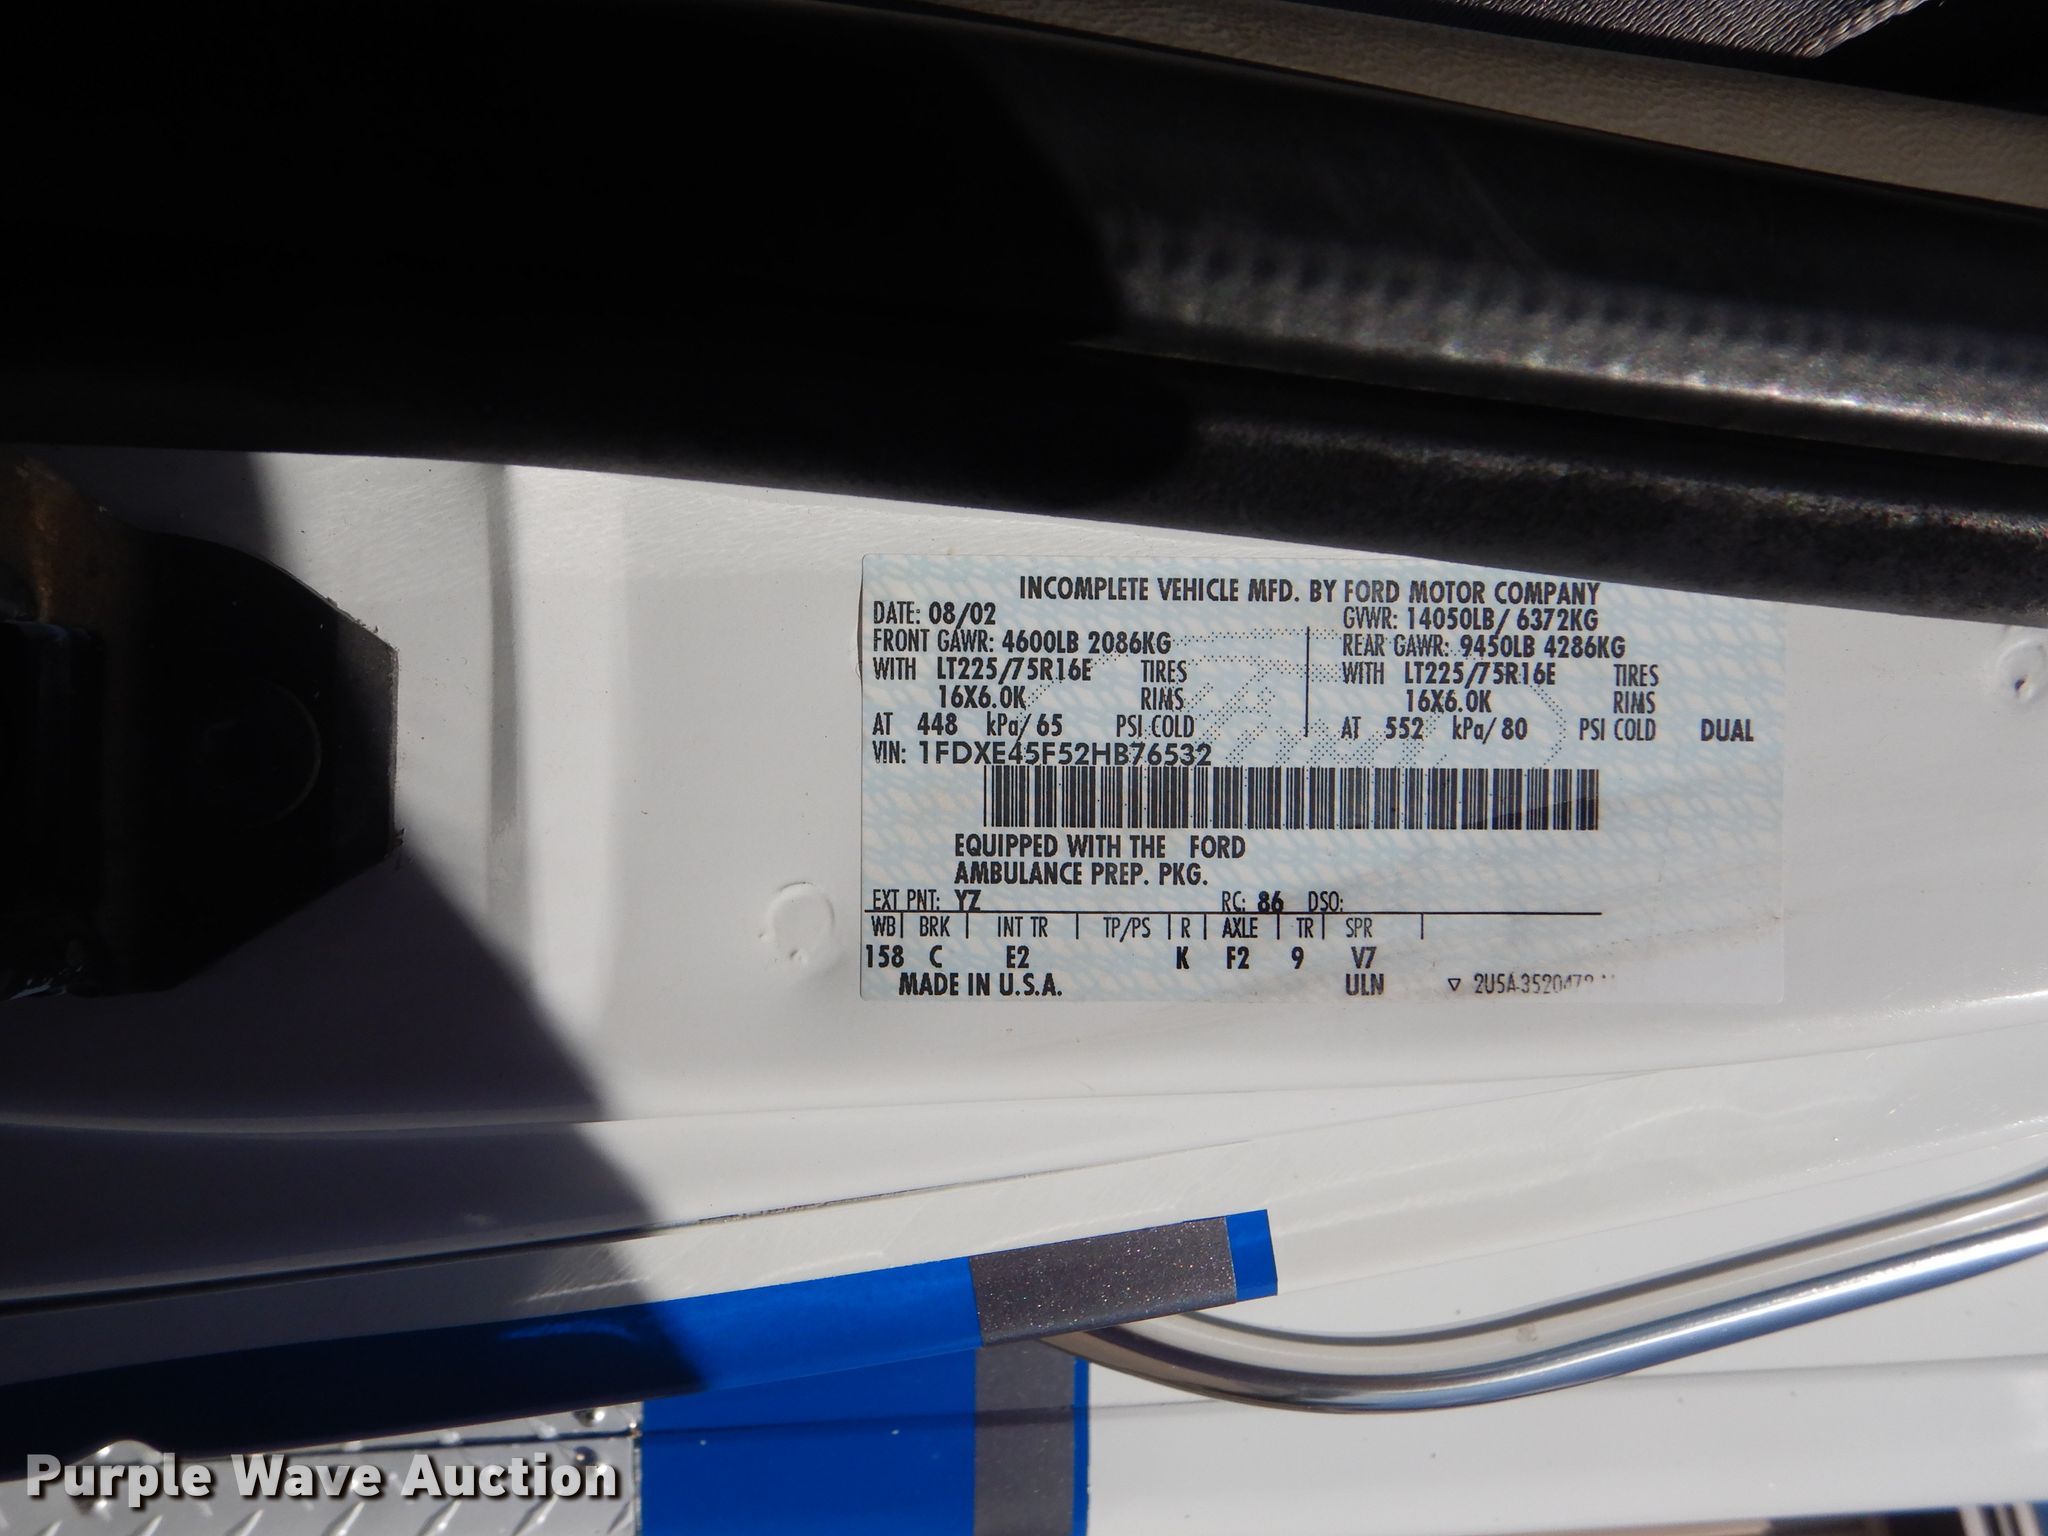 INCOMPLETE VEHICLE MFD. BY FORD MOTOR COMPANY
DATE: 08/02 GVWR: 14050LB/ 6372KG
FRONT GAWR: 4600LB 2086KG REAR GAWR: 9450LB 4286KG
WITH LT225/75R16E TIRES WITH LT225/75R16E TIRES
16X6.0K RIMS 16X6.0K RIMS
AT 448 kPa/ 65 PSI COLD AT 552 kPa/ 80 PSI COLD DUAL
VIN: 1FDXE45F52HB76532
EQUIPPED WITH THE FORD
AMBULANCE PREP. PKG.
EXT PNT: YZ RC: 86 DSO:
WB BRK INT TR TP/PS R AXLE TR SPR
158 C E2 K F2 9 V7
MADE IN U.S.A. ULN
Purple Wave Auction